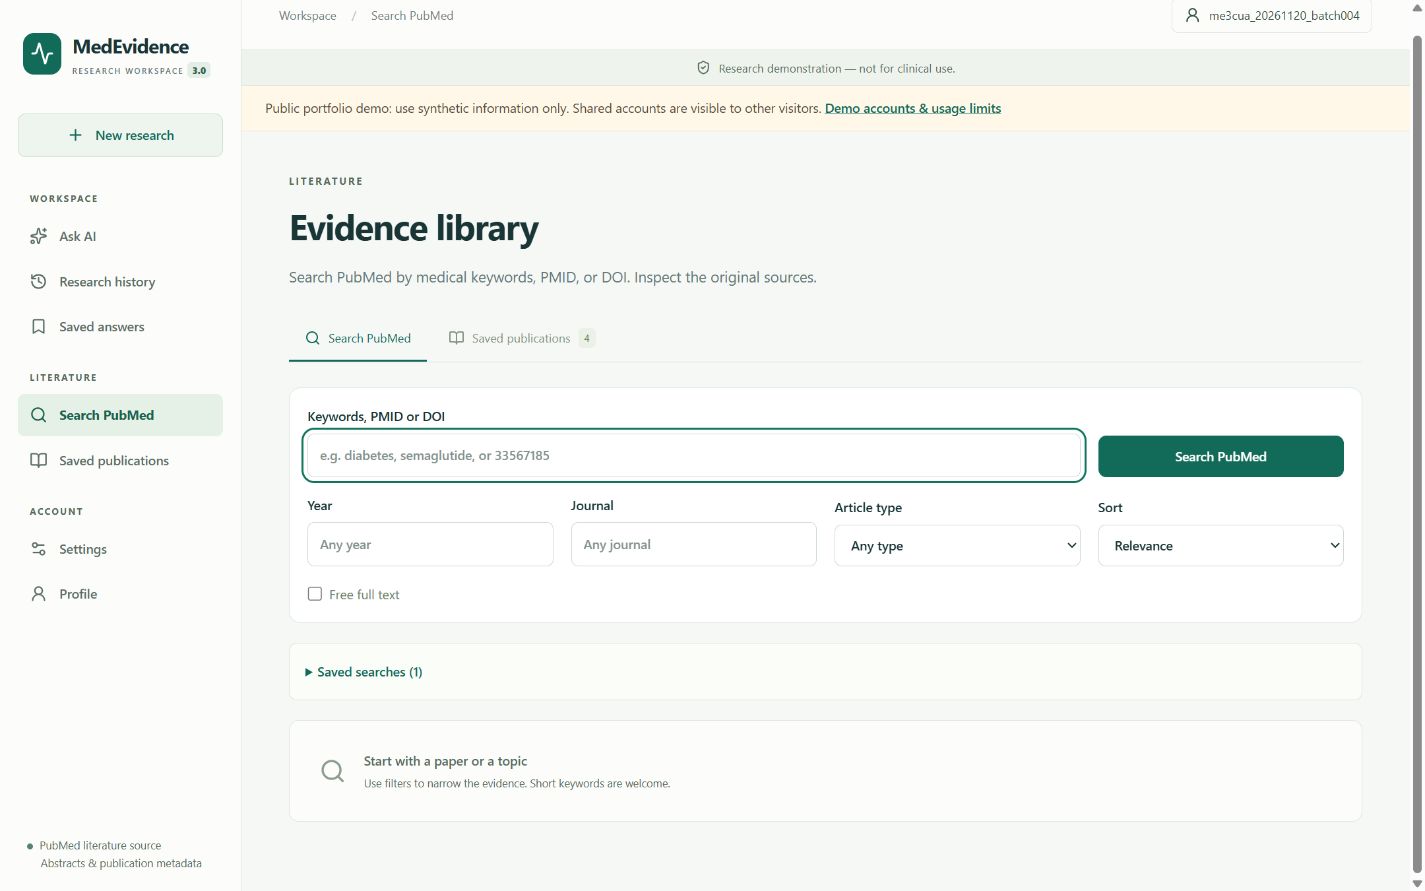 MedEvidence
RESEARCH WORKSPACE 3.0
New research
WORKSPACE
Ask AI
Research history
Saved answers
LITERATURE
Search PubMed
Saved publications
ACCOUNT
Settings
Profile
PubMed literature source
Abstracts & publication metadata
Workspace / Search PubMed
me3cua_20261120_batch004
Research demonstration — not for clinical use.
Public portfolio demo: use synthetic information only. Shared accounts are visible to other visitors. Demo accounts & usage limits
LITERATURE
Evidence library
Search PubMed by medical keywords, PMID, or DOI. Inspect the original sources.
Search PubMed
Saved publications 4
Keywords, PMID or DOI
e.g. diabetes, semaglutide, or 33567185
Search PubMed
Year
Journal
Article type
Sort
Any year
Any journal
Any type
Relevance
Free full text
Saved searches (1)
Start with a paper or a topic
Use filters to narrow the evidence. Short keywords are welcome.